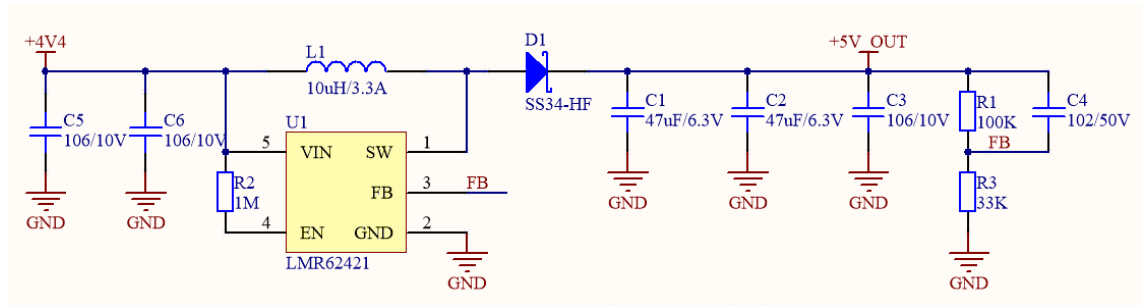 +4V4
L1
10uH/3.3A
D1
SS34-HF
+5V_OUT
C5
106/10V
C6
106/10V
U1
5
VIN
SW
1
R2
1M
FB
3
FB
4
EN
GND
2
LMR62421
C1
47uF/6.3V
C2
47uF/6.3V
C3
106/10V
R1
100K
C4
102/50V
FB
R3
33K
GND
GND
GND
GND
GND
GND
GND